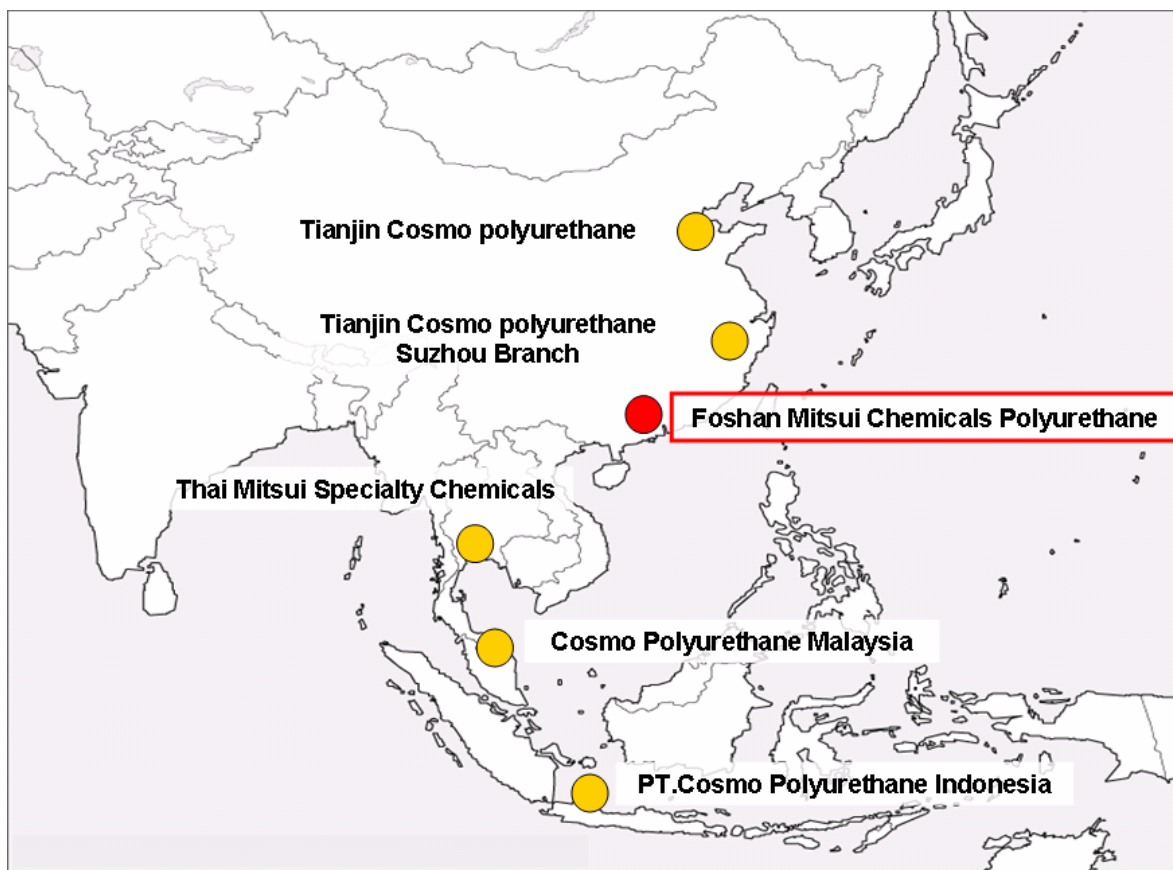 Tianjin Cosmo polyurethane
Tianjin Cosmo polyurethane
Suzhou Branch
Foshan Mitsui Chemicals Polyurethane
Thai Mitsui Specialty Chemicals
Cosmo Polyurethane Malaysia
PT.Cosmo Polyurethane Indonesia